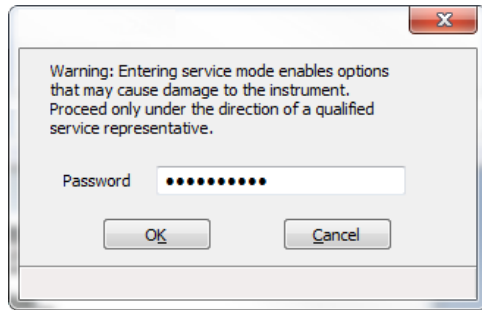 Warning: Entering service mode enables options
that may cause damage to the instrument.
Proceed only under the direction of a qualified
service representative.
Password ••••••••••
OK Cancel